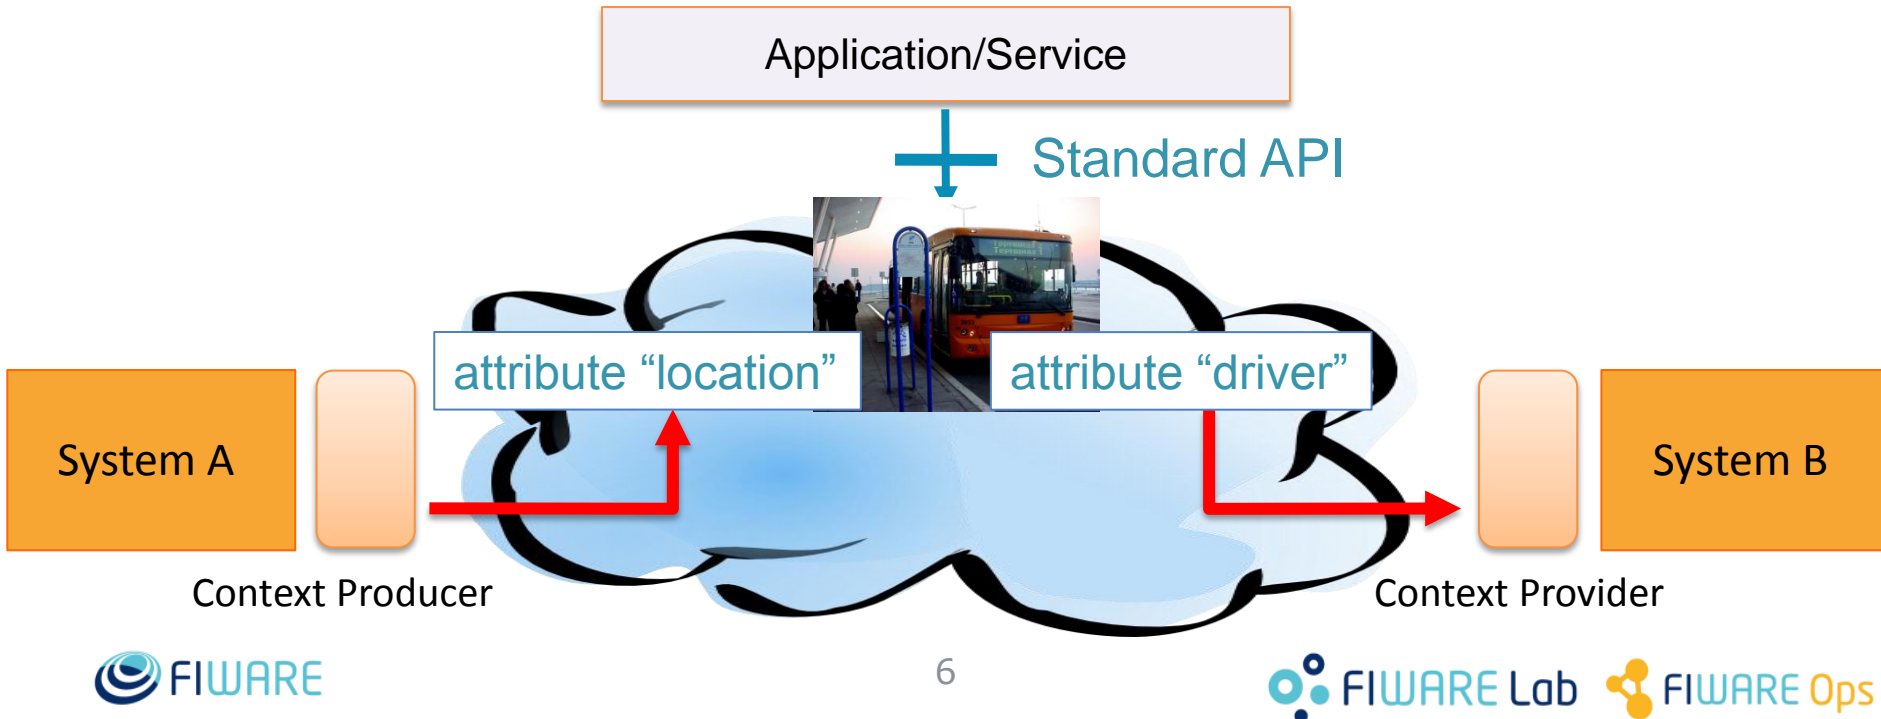 Application/Service
Standard API
attribute “location”
attribute “driver”
System A
System B
Context Producer
Context Provider
FIWARE
6
FIWARE Lab
FIWARE Ops